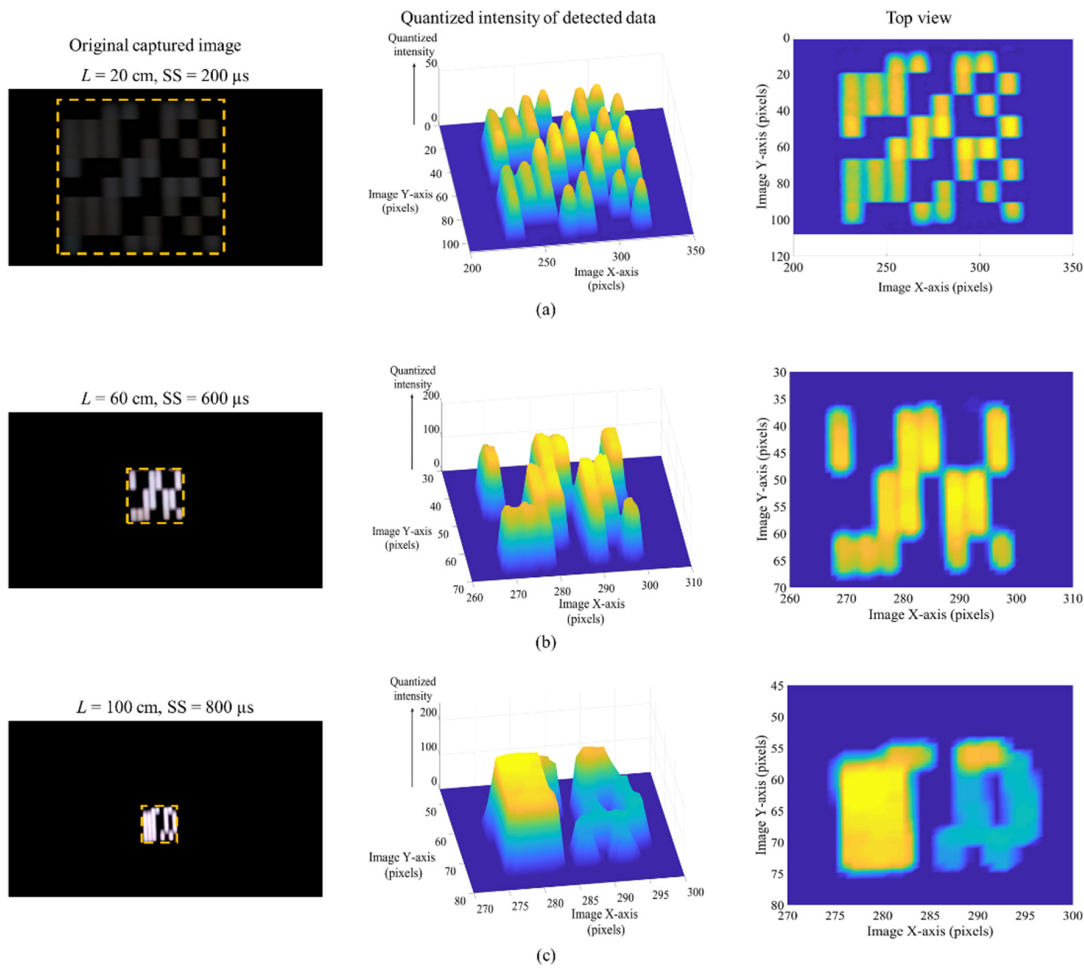 Original captured image
Quantized intensity of detected data
Top view
L = 20 cm, SS = 200 µs
Quantized
intensity
50
0
0
20
40
60
80
100
Image Y-axis
(pixels)
200
250
300
350
Image X-axis
(pixels)
0
20
40
60
80
100
120
Image Y-axis (pixels)
200
250
300
350
Image X-axis (pixels)
(a)
L = 60 cm, SS = 600 µs
Quantized
intensity
200
100
0
30
40
50
60
70
Image Y-axis
(pixels)
260
270
280
290
300
310
Image X-axis
(pixels)
30
35
40
45
50
55
60
65
70
Image Y-axis (pixels)
260
270
280
290
300
310
Image X-axis (pixels)
(b)
L = 100 cm, SS = 800 µs
Quantized
intensity
200
100
0
50
60
75
80
Image Y-axis
(pixels)
270
275
280
285
290
295
300
Image X-axis
(pixels)
45
50
55
60
65
70
75
80
Image Y-axis (pixels)
270
275
280
285
290
295
300
Image X-axis (pixels)
(c)